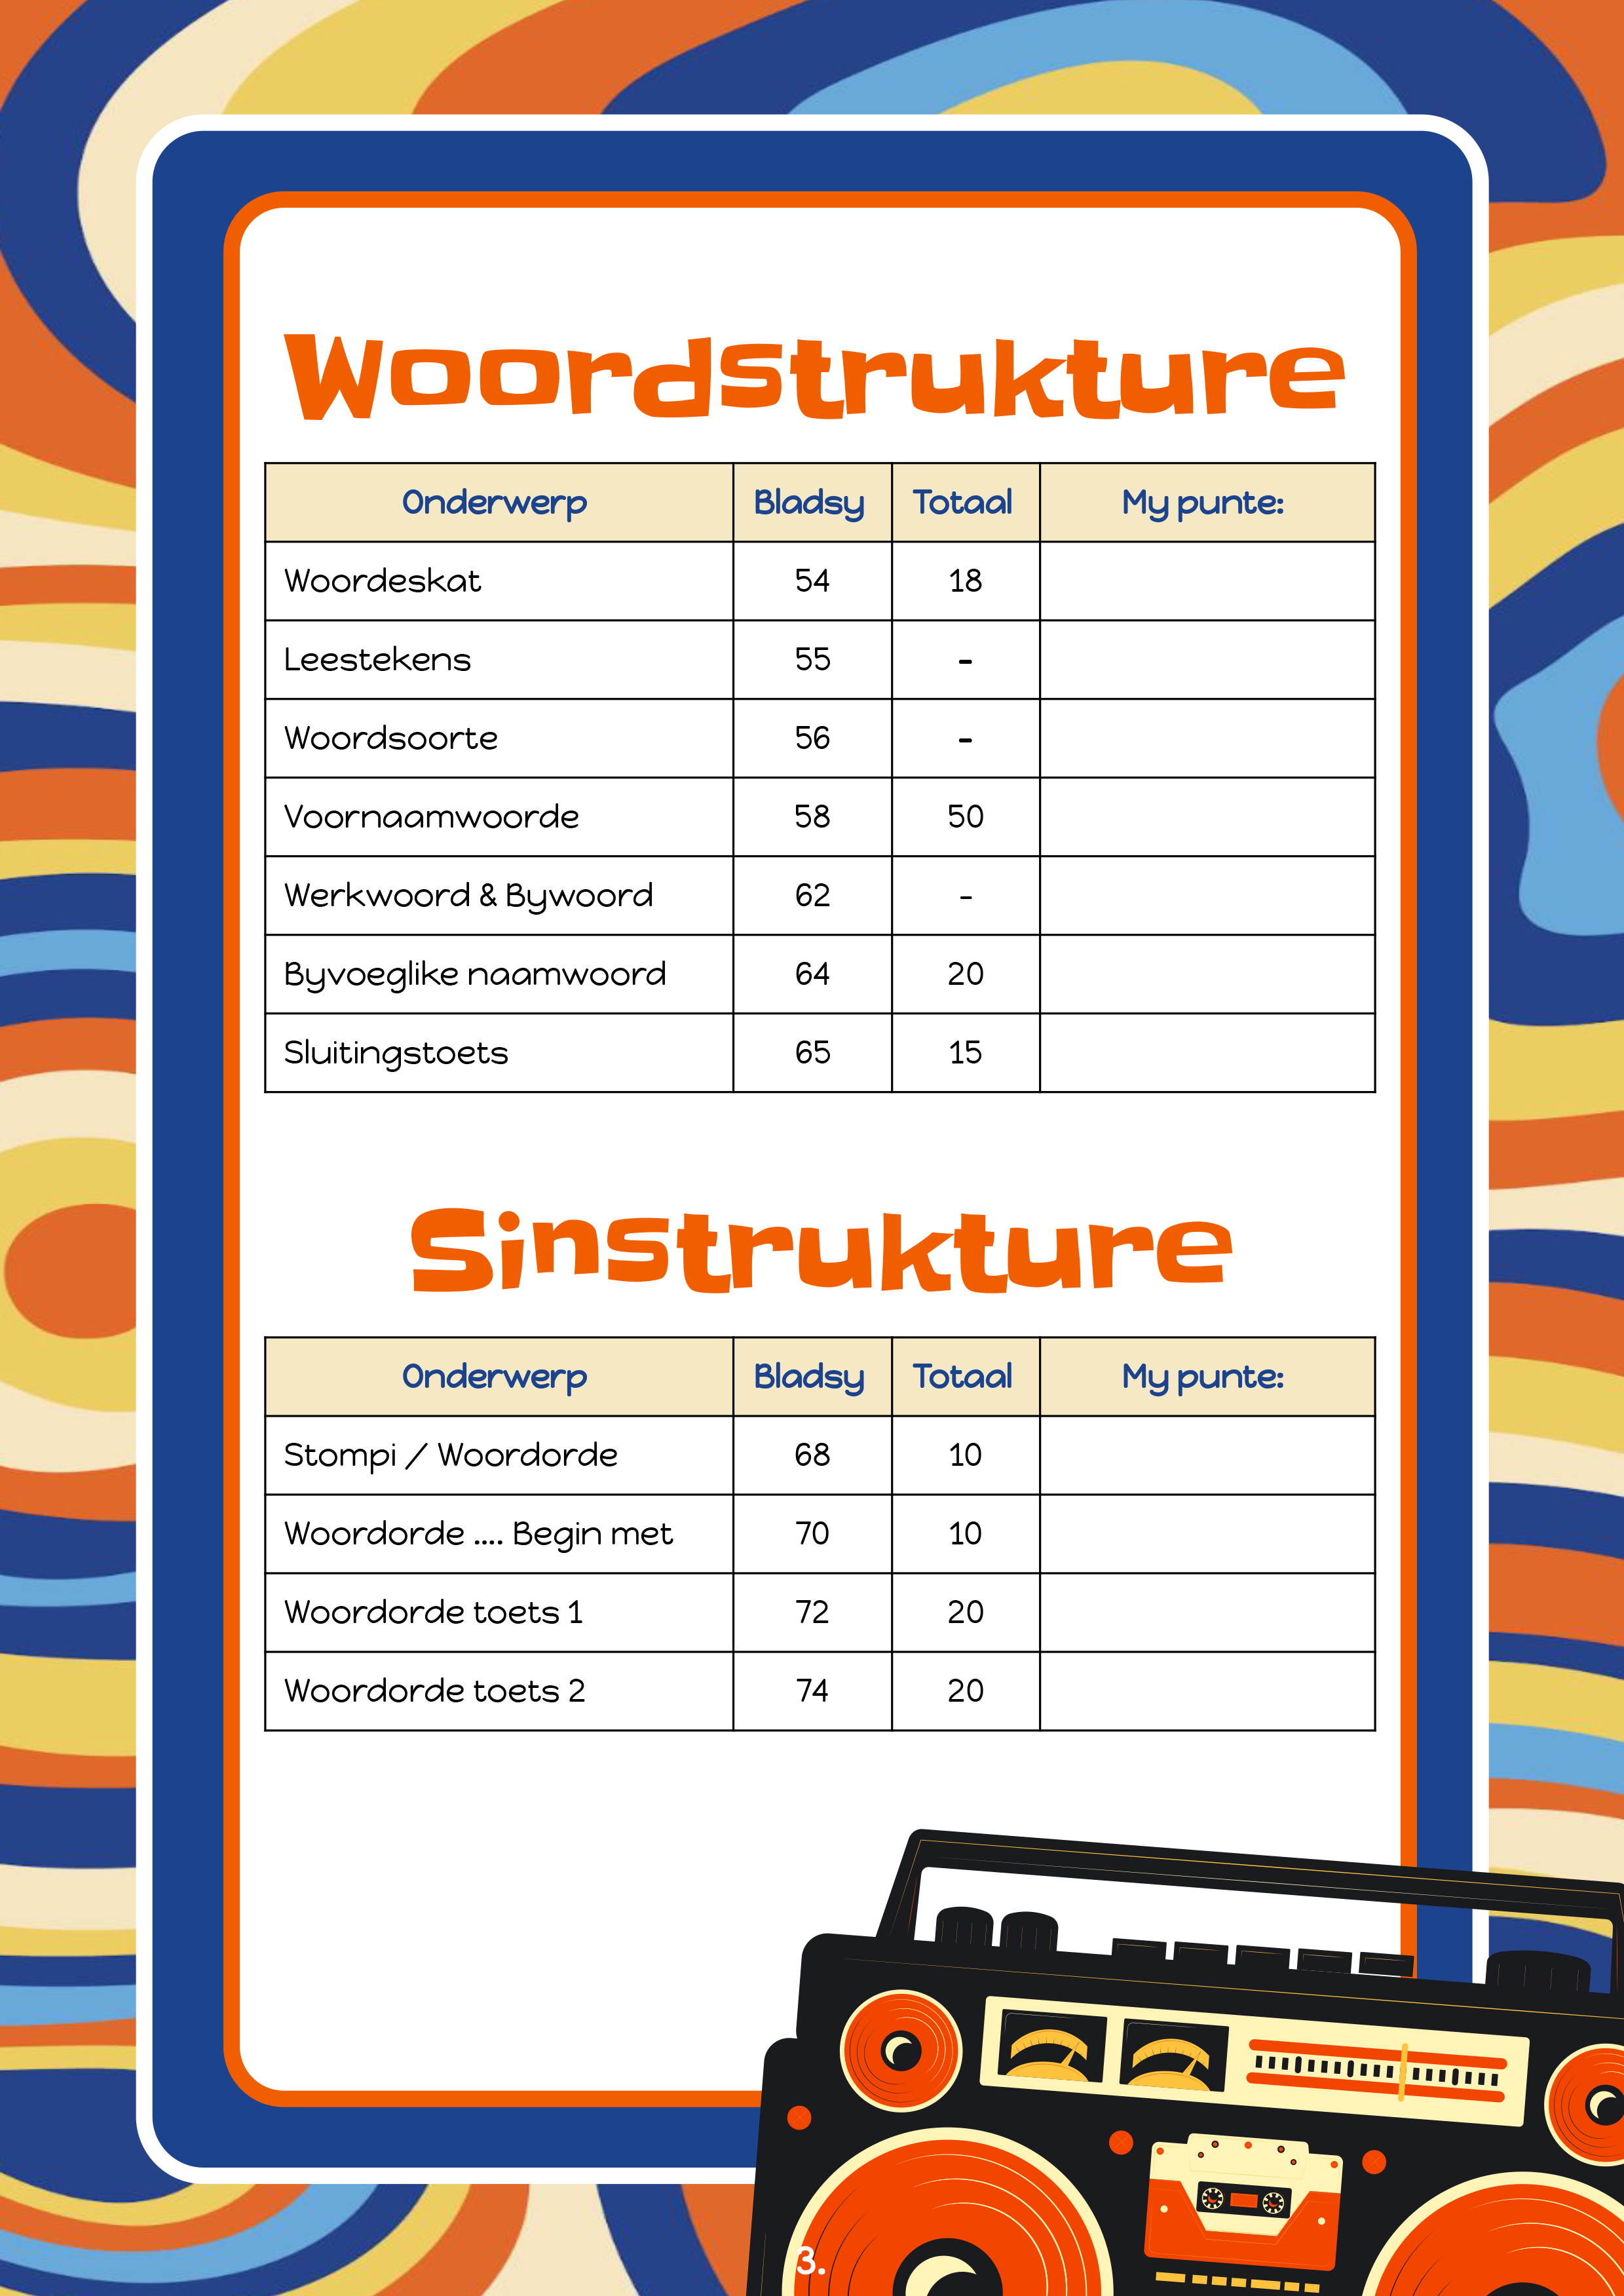 Woordstrukture
Onderwerp Bladsy Totaal My punte:
Woordeskat 54 18
Leestekens 55 -
Woordsoorte 56 -
Voornaamwoorde 58 50
Werkwoord & Bywoord 62 -
Byvoeglike naamwoord 64 20
Sluitingstoets 65 15
Sinstrukture
Onderwerp Bladsy Totaal My punte:
Stompi / Woordorde 68 10
Woordorde .... Begin met 70 10
Woordorde toets 1 72 20
Woordorde toets 2 74 20
3.